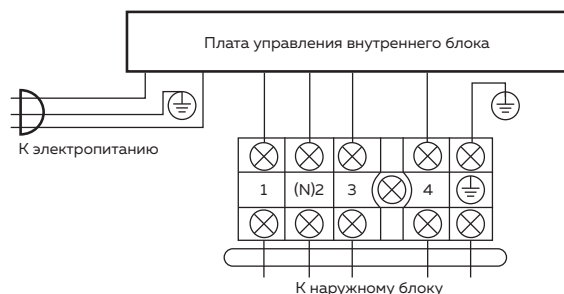 Плата управления внутреннего блока
К электропитанию
1 (N)2 3 4
К наружному блоку